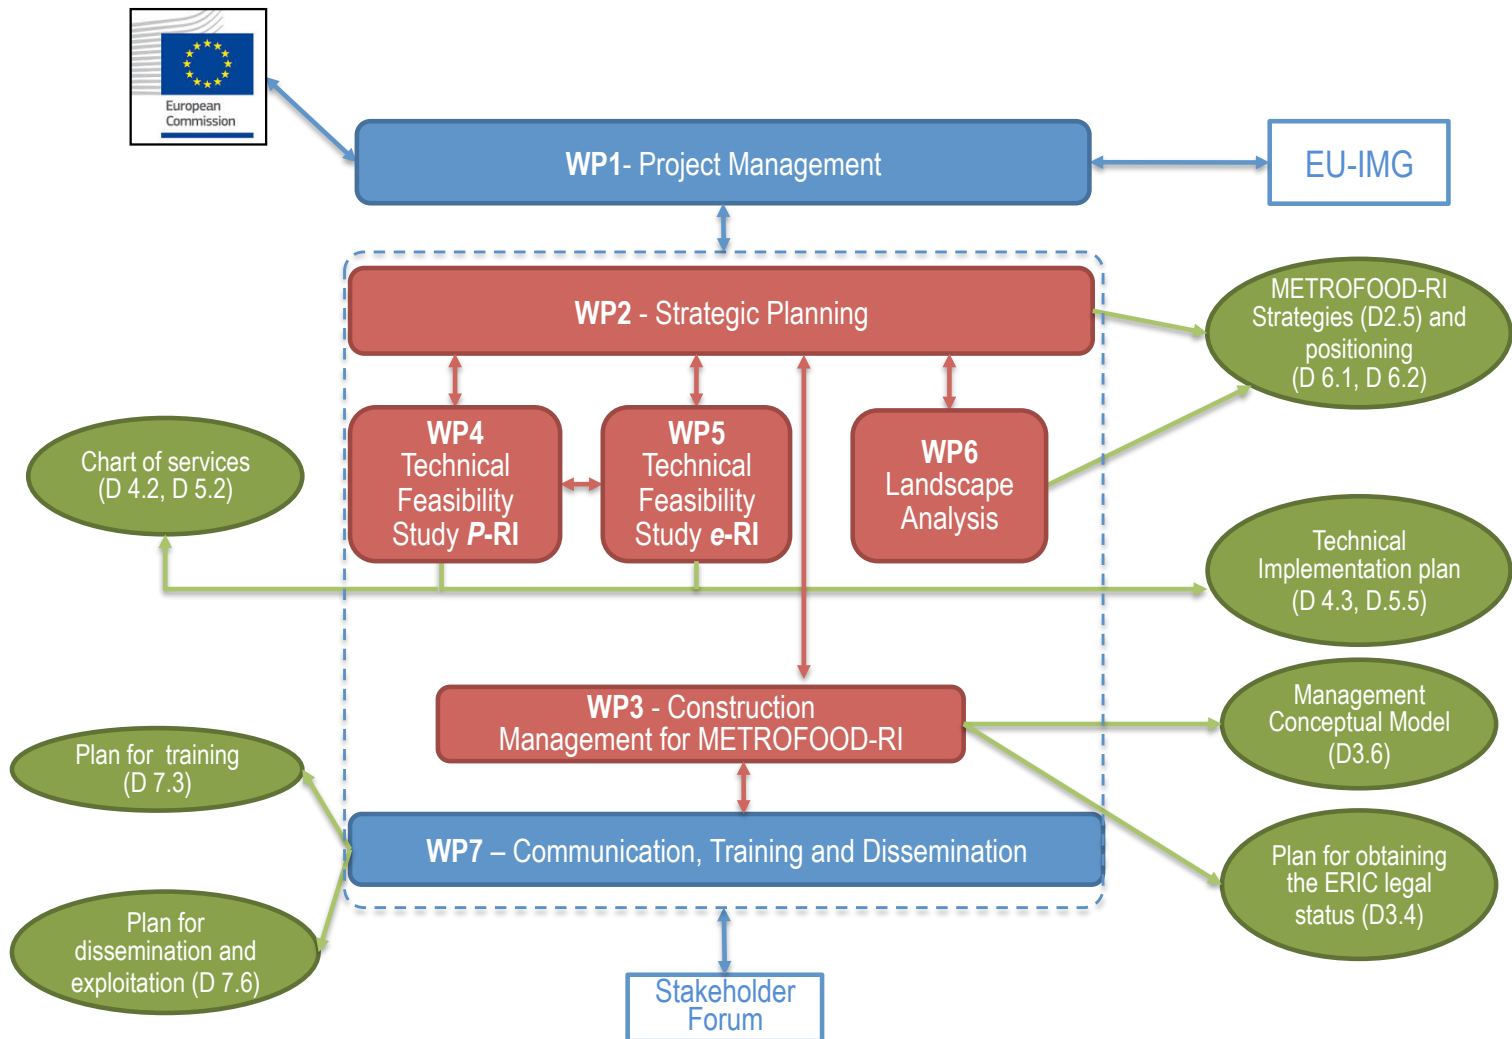 European
Commission
WP1- Project Management
EU-IMG
WP2 - Strategic Planning
METROFOOD-RI
Strategies (D2.5) and
positioning
(D 6.1, D 6.2)
WP4
Technical
Feasibility
Study P-RI
WP5
Technical
Feasibility
Study e-RI
WP6
Landscape
Analysis
Chart of services
(D 4.2, D 5.2)
Technical
Implementation plan
(D 4.3, D.5.5)
WP3 - Construction
Management for METROFOOD-RI
Management
Conceptual Model
(D3.6)
Plan for training
(D 7.3)
WP7 – Communication, Training and Dissemination
Plan for obtaining
the ERIC legal
status (D3.4)
Plan for
dissemination and
exploitation (D 7.6)
Stakeholder
Forum